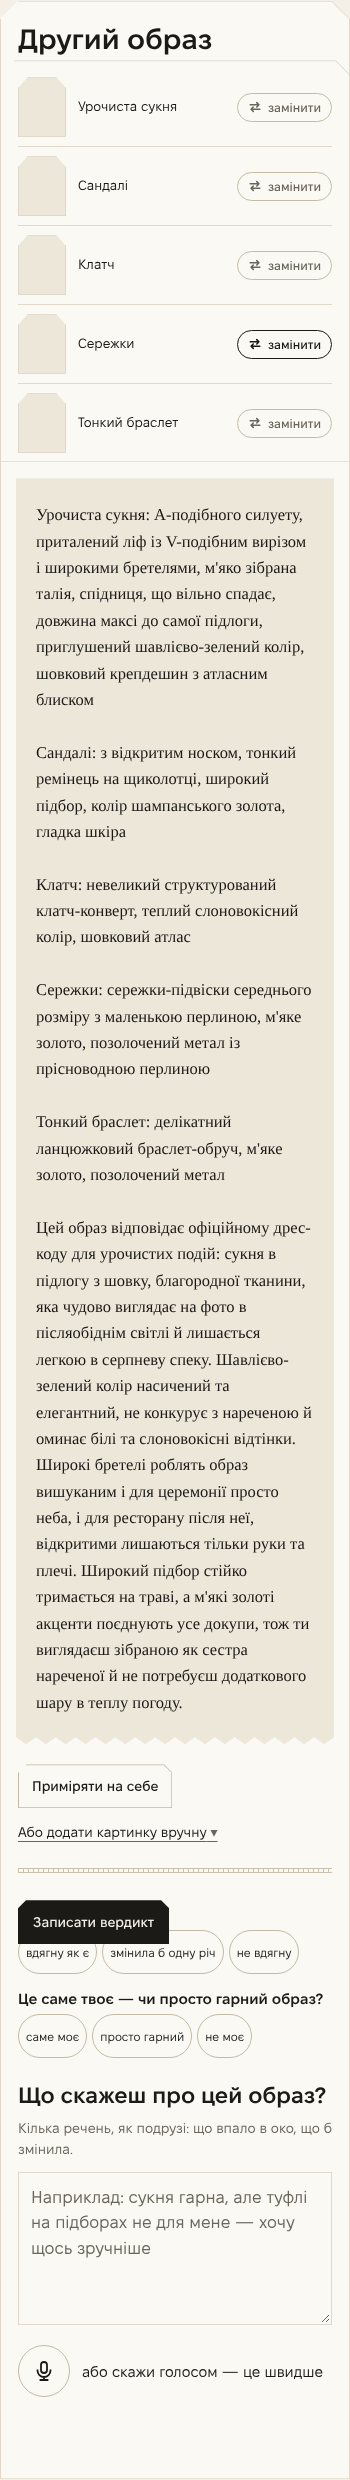 Другий образ
Урочиста сукня
замінити
Сандалі
замінити
Клатч
замінити
Сережки
замінити
Тонкий браслет
замінити
Урочиста сукня: А-подібного силуету,
приталений ліф із V-подібним вирізом
і широкими бретелями, м'яко зібрана
талія, спідниця, що вільно спадає,
довжина максі до самої підлоги,
приглушений шавлієво-зелений колір,
шовковий крепдешин з атласним
блиском
Сандалі: з відкритим носком, тонкий
ремінець на щиколотці, широкий
підбор, колір шампанського золота,
гладка шкіра
Клатч: невеликий структурований
клатч-конверт, теплий слоновокісний
колір, шовковий атлас
Сережки: сережки-підвіски середнього
розміру з маленькою перлиною, м'яке
золото, позолочений метал із
прісноводною перлиною
Тонкий браслет: делікатний
ланцюжковий браслет-обруч, м'яке
золото, позолочений метал
Цей образ відповідає офіційному дрес-
коду для урочистих подій: сукня в
підлогу з шовку, благородної тканини,
яка чудово виглядає на фото в
післяобіднім світлі й лишається
легкою в серпневу спеку. Шавлієво-
зелений колір насичений та
елегантний, не конкурує з нареченою й
оминає білі та слоновокісні відтінки.
Широкі бретелі роблять образ
вишуканим і для церемонії просто
неба, і для ресторану після неї,
відкритими лишаються тільки руки та
плечі. Широкий підбор стійко
тримається на траві, а м'які золоті
акценти поєднують усе докупи, тож ти
виглядаєш зібраною як сестра
нареченої й не потребуєш додаткового
шару в теплу погоду.
Приміряти на себе
Або додати картинку вручну ▾
Записати вердикт
вдягну як є
змінила б одну річ
не вдягну
Це саме твоє — чи просто гарний образ?
саме моє
просто гарний
не моє
Що скажеш про цей образ?
Кілька речень, як подрузі: що впало в око, що б
змінила.
Наприклад: сукня гарна, але туфлі
на підборах не для мене — хочу
щось зручніше
або скажи голосом — це швидше